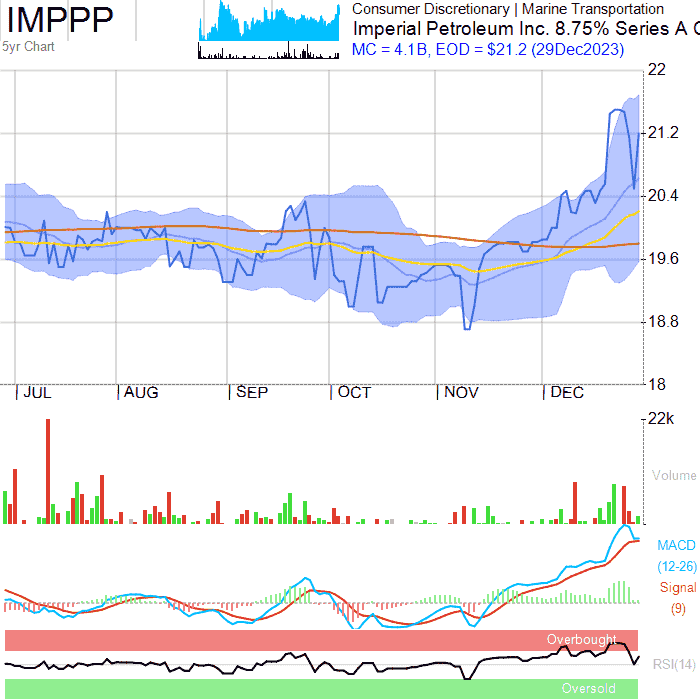 IMPPP
5yr Chart
Consumer Discretionary | Marine Transportation
Imperial Petroleum Inc. 8.75% Series A C
MC = 4.1B, EOD = $21.2 (29Dec2023)
22
21.2
20.4
19.6
18.8
18
JUL AUG SEP OCT NOV DEC
22k
Volume
MACD
(12-26)
Signal
(9)
Overbought
RSI(14)
Oversold